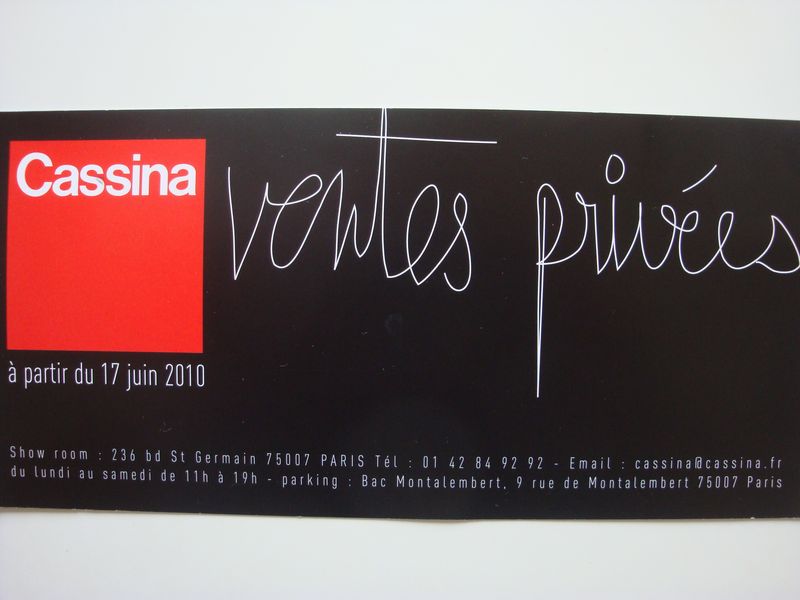 Cassina
ventes privées
à partir du 17 juin 2010
Show room : 236 bd St Germain 75007 PARIS Tél : 01 42 84 92 92 - Email : cassina@cassina.fr
du lundi au samedi de 11h à 19h - parking : Bac Montalembert, 9 rue de Montalembert 75007 Paris